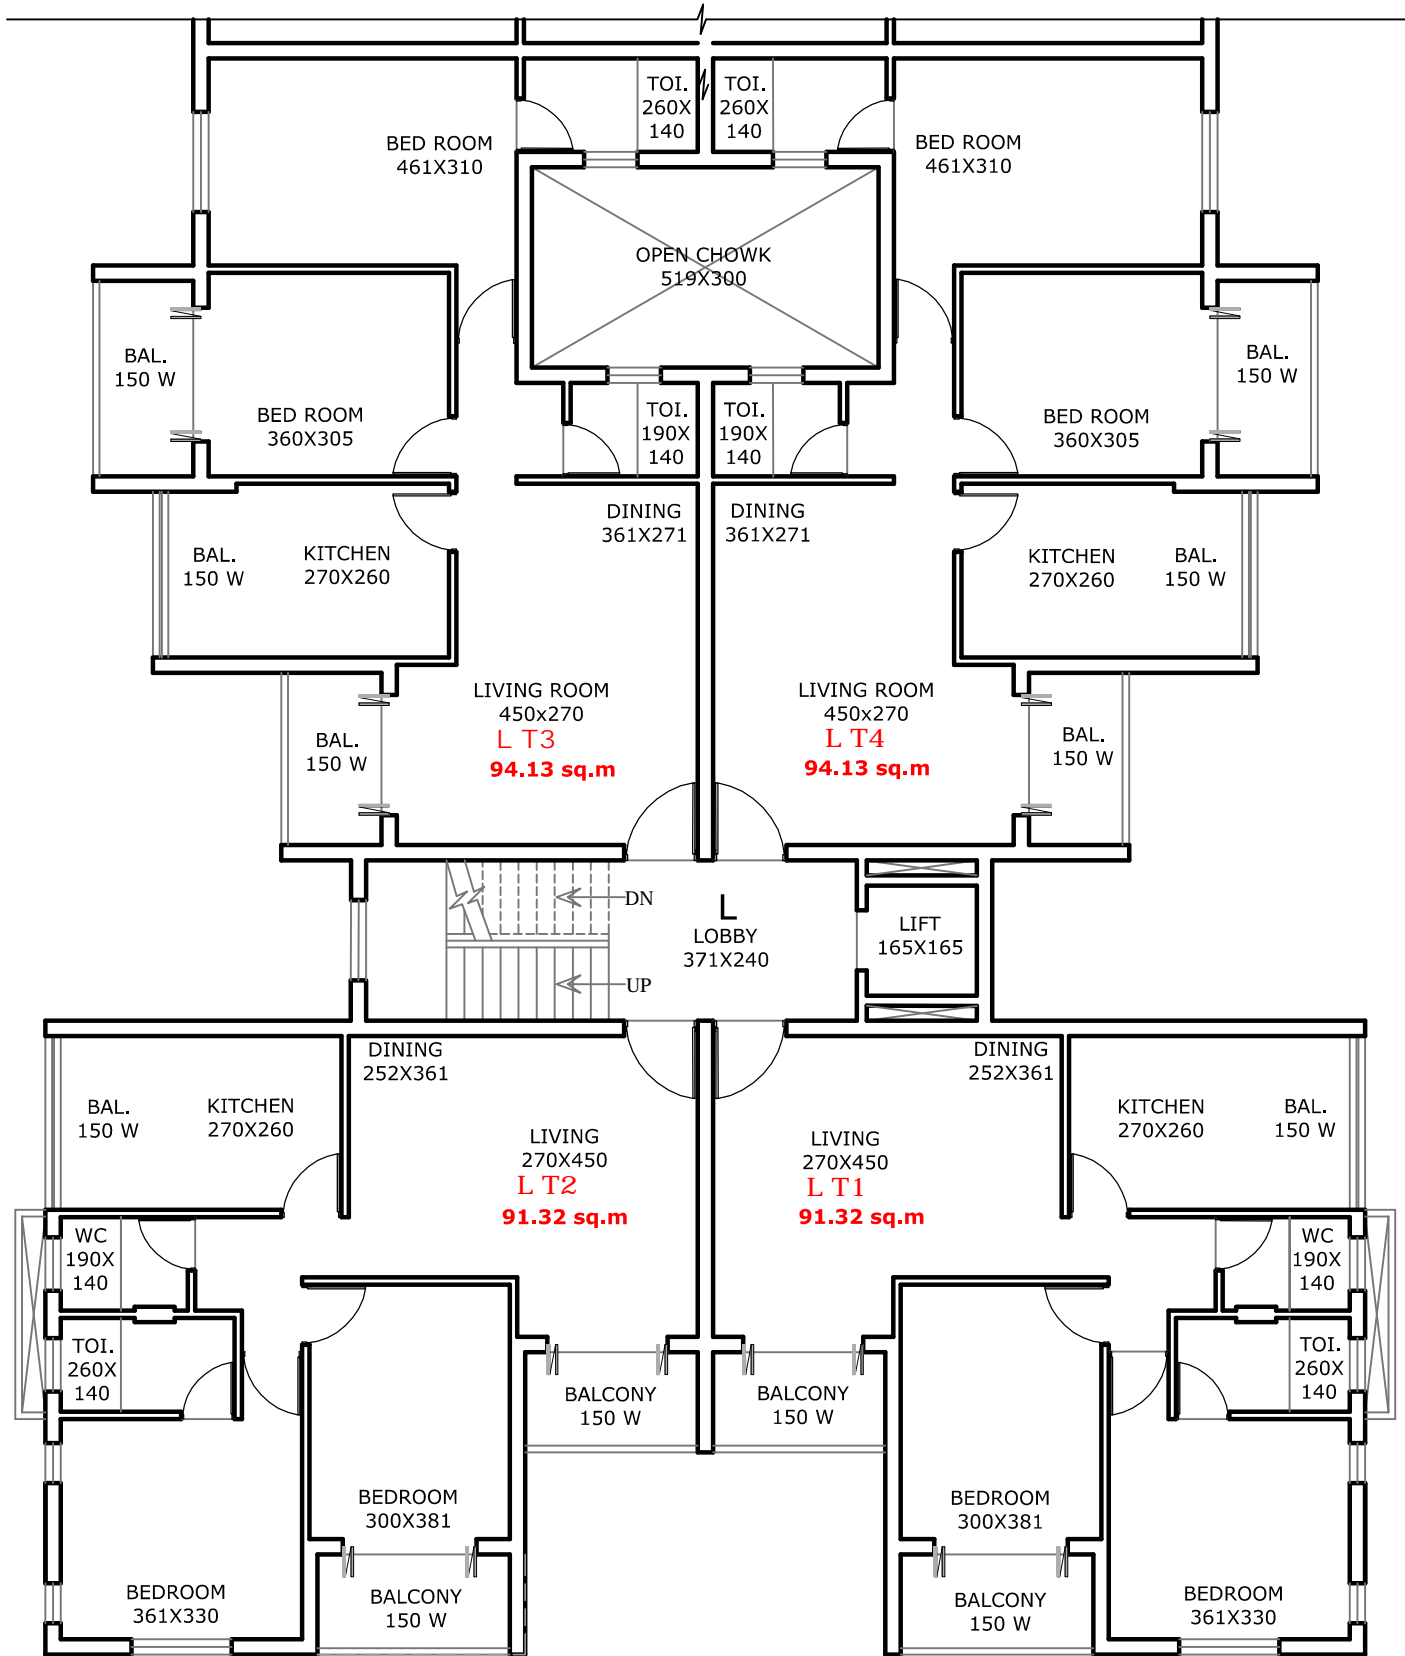 TOI.
260X
140
TOI.
260X
140
BED ROOM
461X310
BED ROOM
461X310
OPEN CHOWK
519X300
BAL.
150 W
BED ROOM
360X305
TOI.
190X
140
TOI.
190X
140
BED ROOM
360X305
BAL.
150 W
DINING
361X271
DINING
361X271
BAL.
150 W
KITCHEN
270X260
KITCHEN
270X260
BAL.
150 W
LIVING ROOM
450x270
L T3
94.13 sq.m
LIVING ROOM
450x270
L T4
94.13 sq.m
BAL.
150 W
BAL.
150 W
DN
UP
L
LOBBY
371X240
LIFT
165X165
DINING
252X361
DINING
252X361
BAL.
150 W
KITCHEN
270X260
LIVING
270X450
L T2
91.32 sq.m
LIVING
270X450
L T1
91.32 sq.m
KITCHEN
270X260
BAL.
150 W
WC
190X
140
WC
190X
140
TOI.
260X
140
TOI.
260X
140
BALCONY
150 W
BALCONY
150 W
BEDROOM
300X381
BEDROOM
300X381
BEDROOM
361X330
BALCONY
150 W
BALCONY
150 W
BEDROOM
361X330